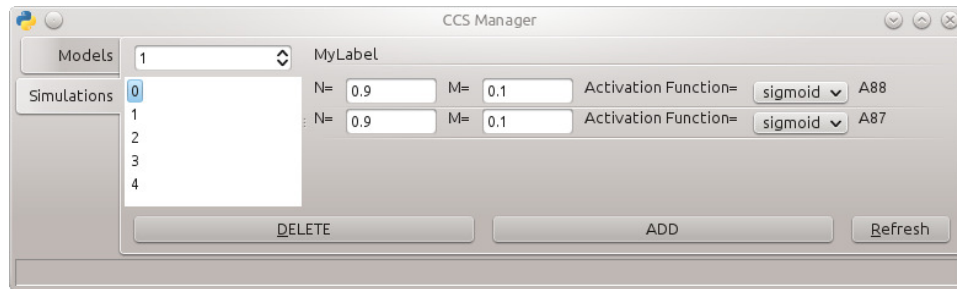 CCS Manager
Models
1
MyLabel
Simulations
0
1
2
3
4
N= 0.9 M= 0.1 Activation Function= sigmoid A88
N= 0.9 M= 0.1 Activation Function= sigmoid A87
DELETE
ADD
Refresh